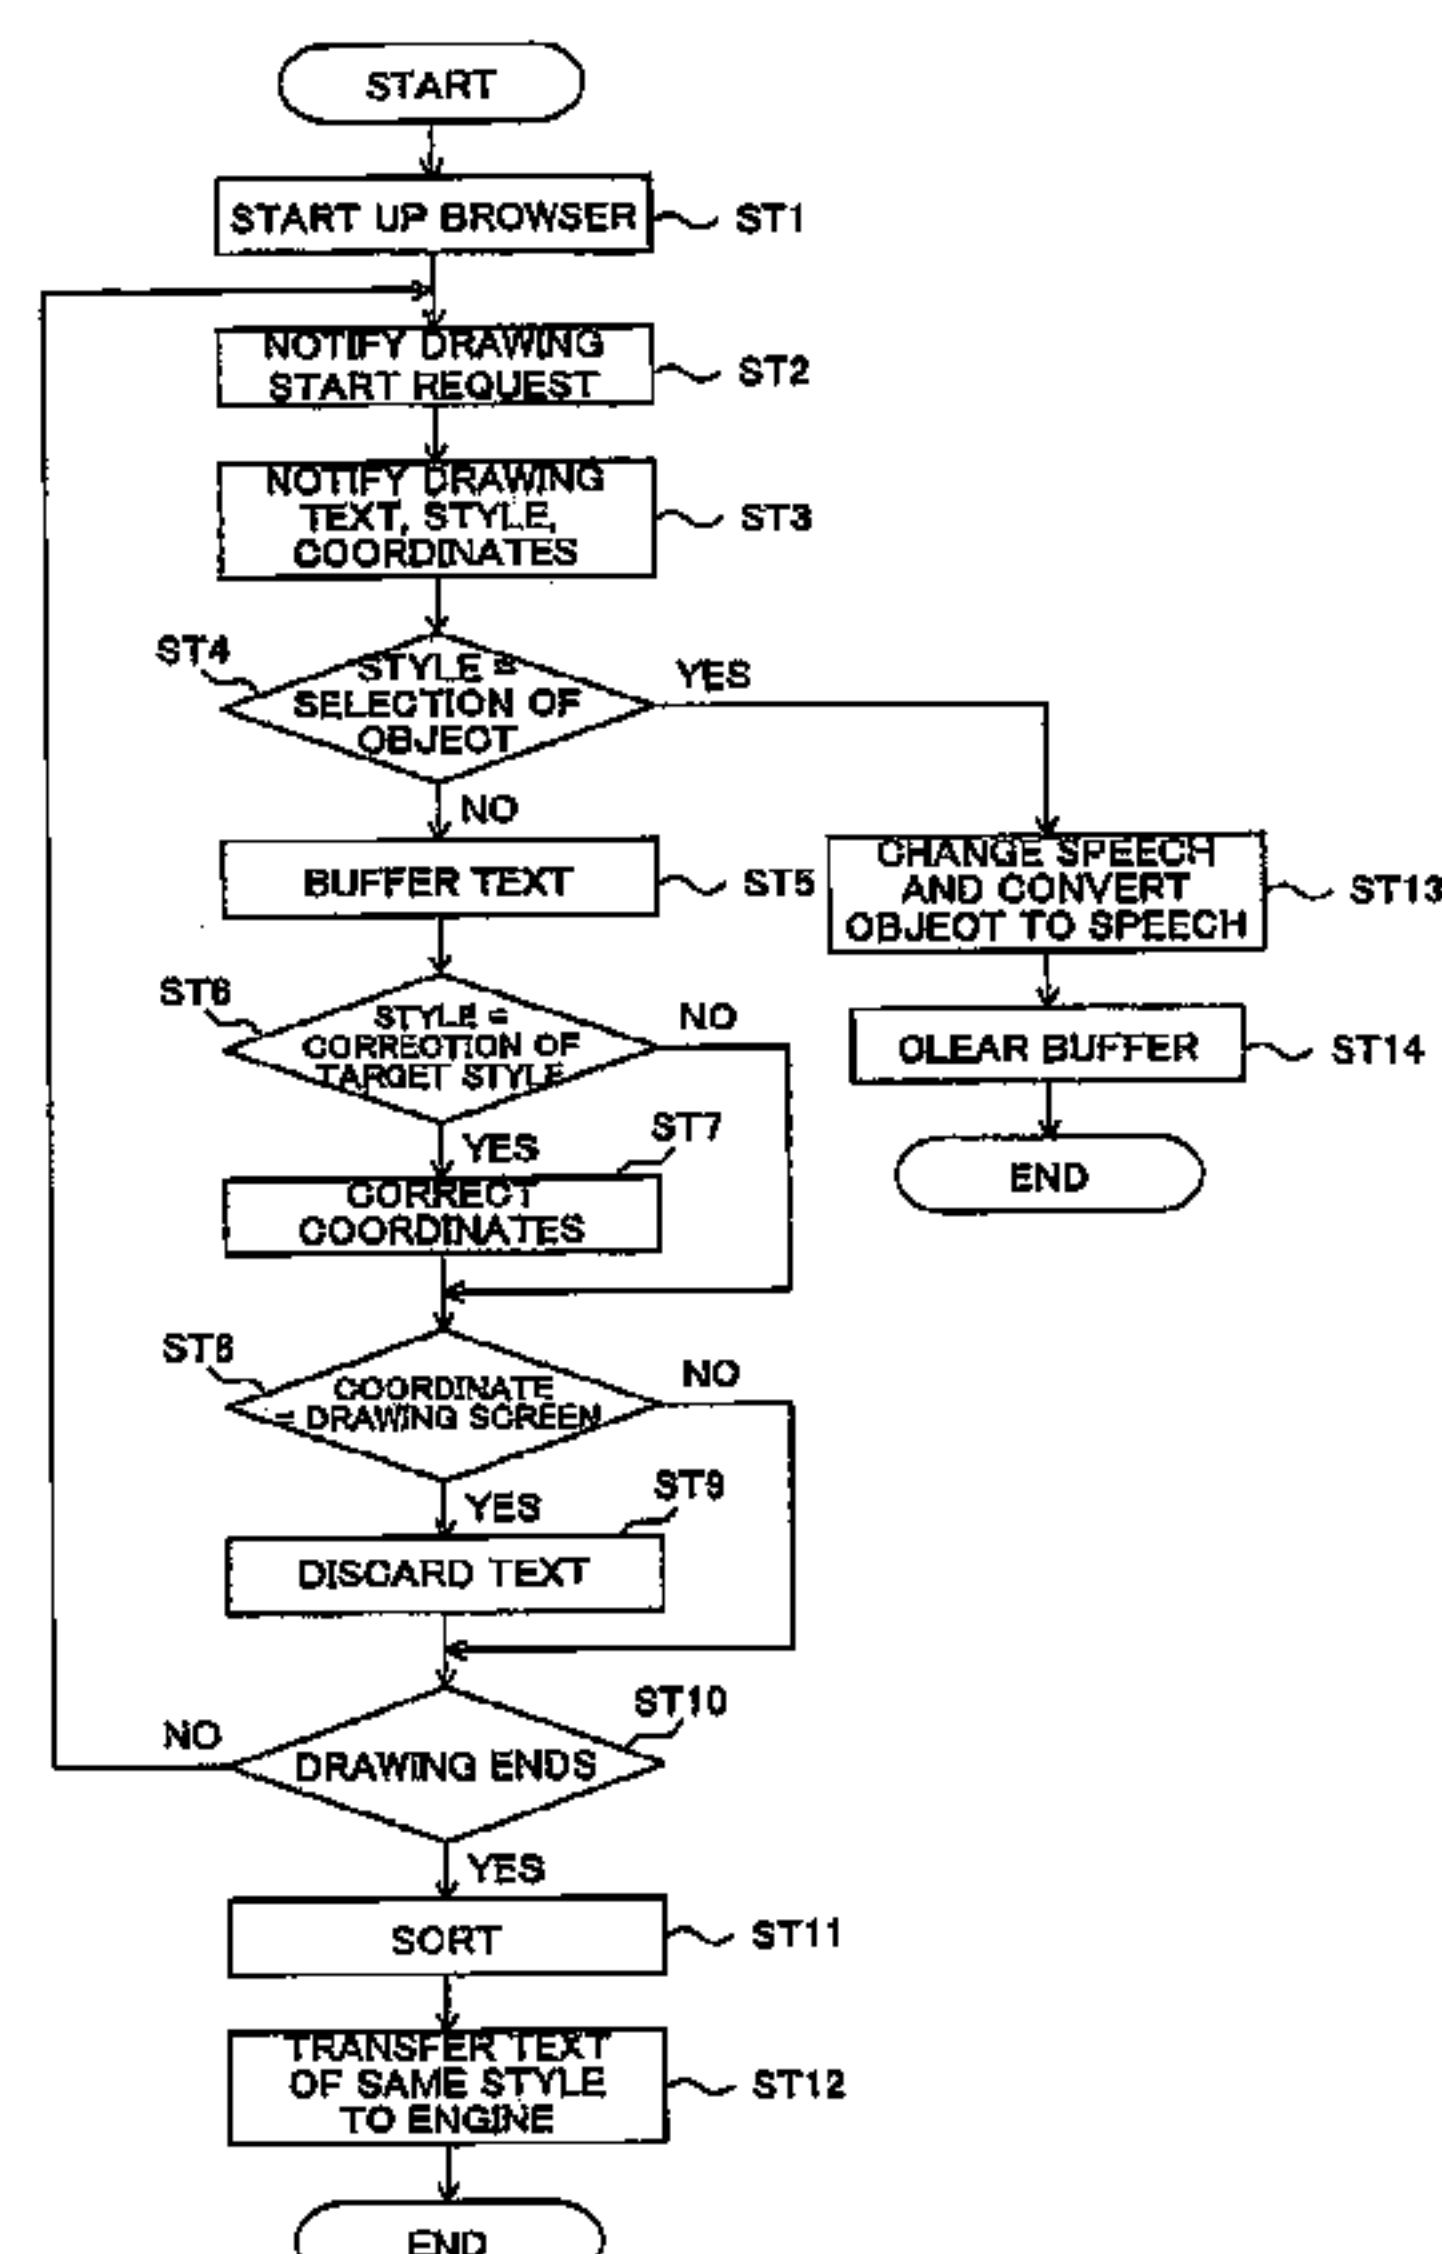 START
START UP BROWSER
ST1
NOTIFY DRAWING
START REQUEST
ST2
NOTIFY DRAWING
TEXT, STYLE,
COORDINATES
ST3
ST4
STYLE =
SELECTION OF
OBJECT
YES
NO
BUFFER TEXT
ST5
CHANGE SPEECH
AND CONVERT
OBJECT TO SPEECH
ST13
ST6
STYLE =
CORRECTION OF
TARGET STYLE
NO
CLEAR BUFFER
ST14
YES
ST7
END
CORRECT
COORDINATES
ST8
COORDINATE
= DRAWING SCREEN
NO
YES
ST9
DISCARD TEXT
ST10
NO
DRAWING ENDS
YES
SORT
ST11
TRANSFER TEXT
OF SAME STYLE
TO ENGINE
ST12
END